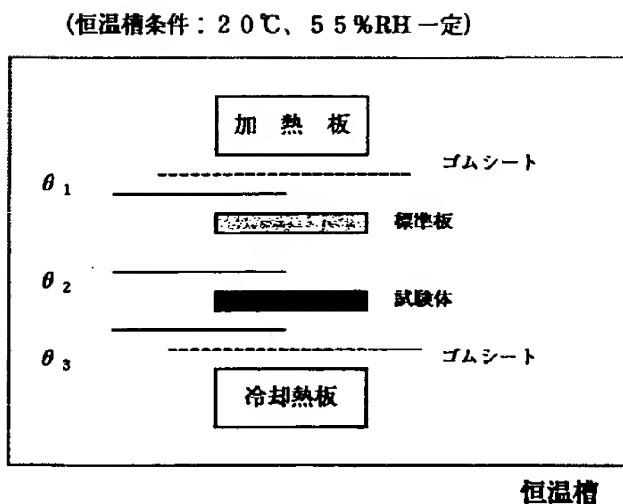 (恒温槽条件：20℃、55%RH一定)
加 熱 板
ゴムシート
θ1
標準板
θ2
試験体
θ3
ゴムシート
冷却熱板
恒温槽